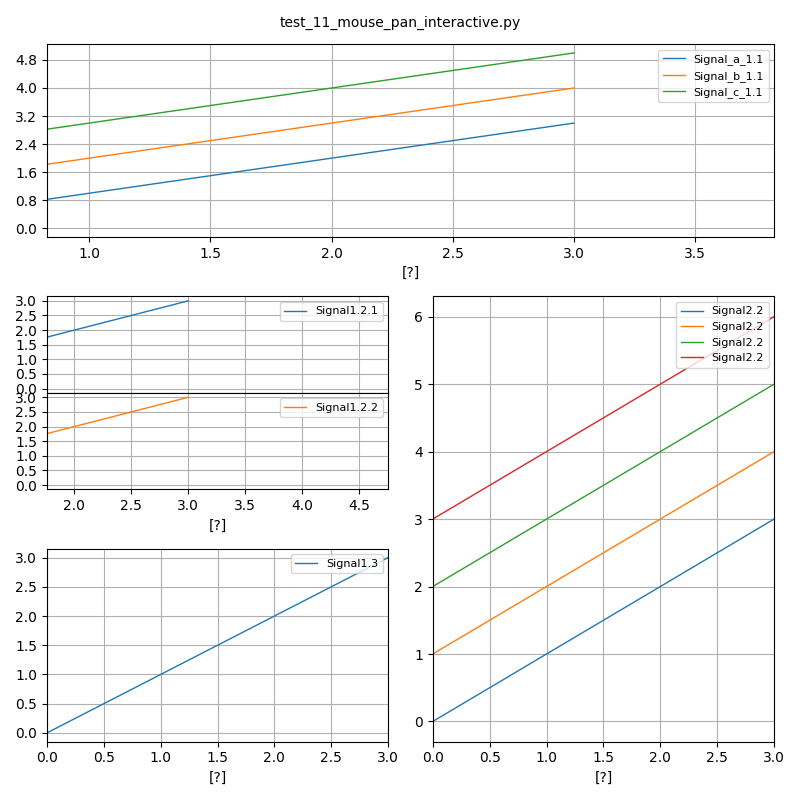 test_11_mouse_pan_interactive.py
4.8
4.0
3.2
2.4
1.6
0.8
0.0
Signal_a_1.1
Signal_b_1.1
Signal_c_1.1
1.0 1.5 2.0 2.5 3.0 3.5
[?]
3.0
2.5
2.0
1.5
1.0
0.5
0.0
Signal1.2.1
3.0
2.5
2.0
1.5
1.0
0.5
0.0
Signal1.2.2
2.0 2.5 3.0 3.5 4.0 4.5
[?]
3.0
2.5
2.0
1.5
1.0
0.5
0.0
Signal1.3
0.0 0.5 1.0 1.5 2.0 2.5 3.0
[?]
6
5
4
3
2
1
0
Signal2.2
Signal2.2
Signal2.2
Signal2.2
0.0 0.5 1.0 1.5 2.0 2.5 3.0
[?]